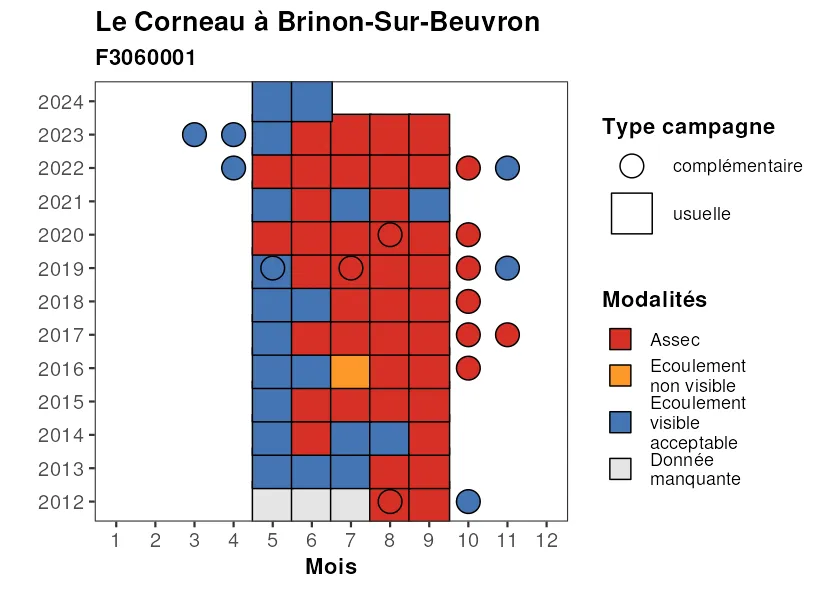 Le Corneau à Brinon-Sur-Beuvron
F3060001
2024
2023
2022
2021
2020
2019
2018
2017
2016
2015
2014
2013
2012
1 2 3 4 5 6 7 8 9 10 11 12
Mois
Type campagne
complémentaire
usuelle
Modalités
Assec
Ecoulement
non visible
Ecoulement
visible
acceptable
Donnée
manquante